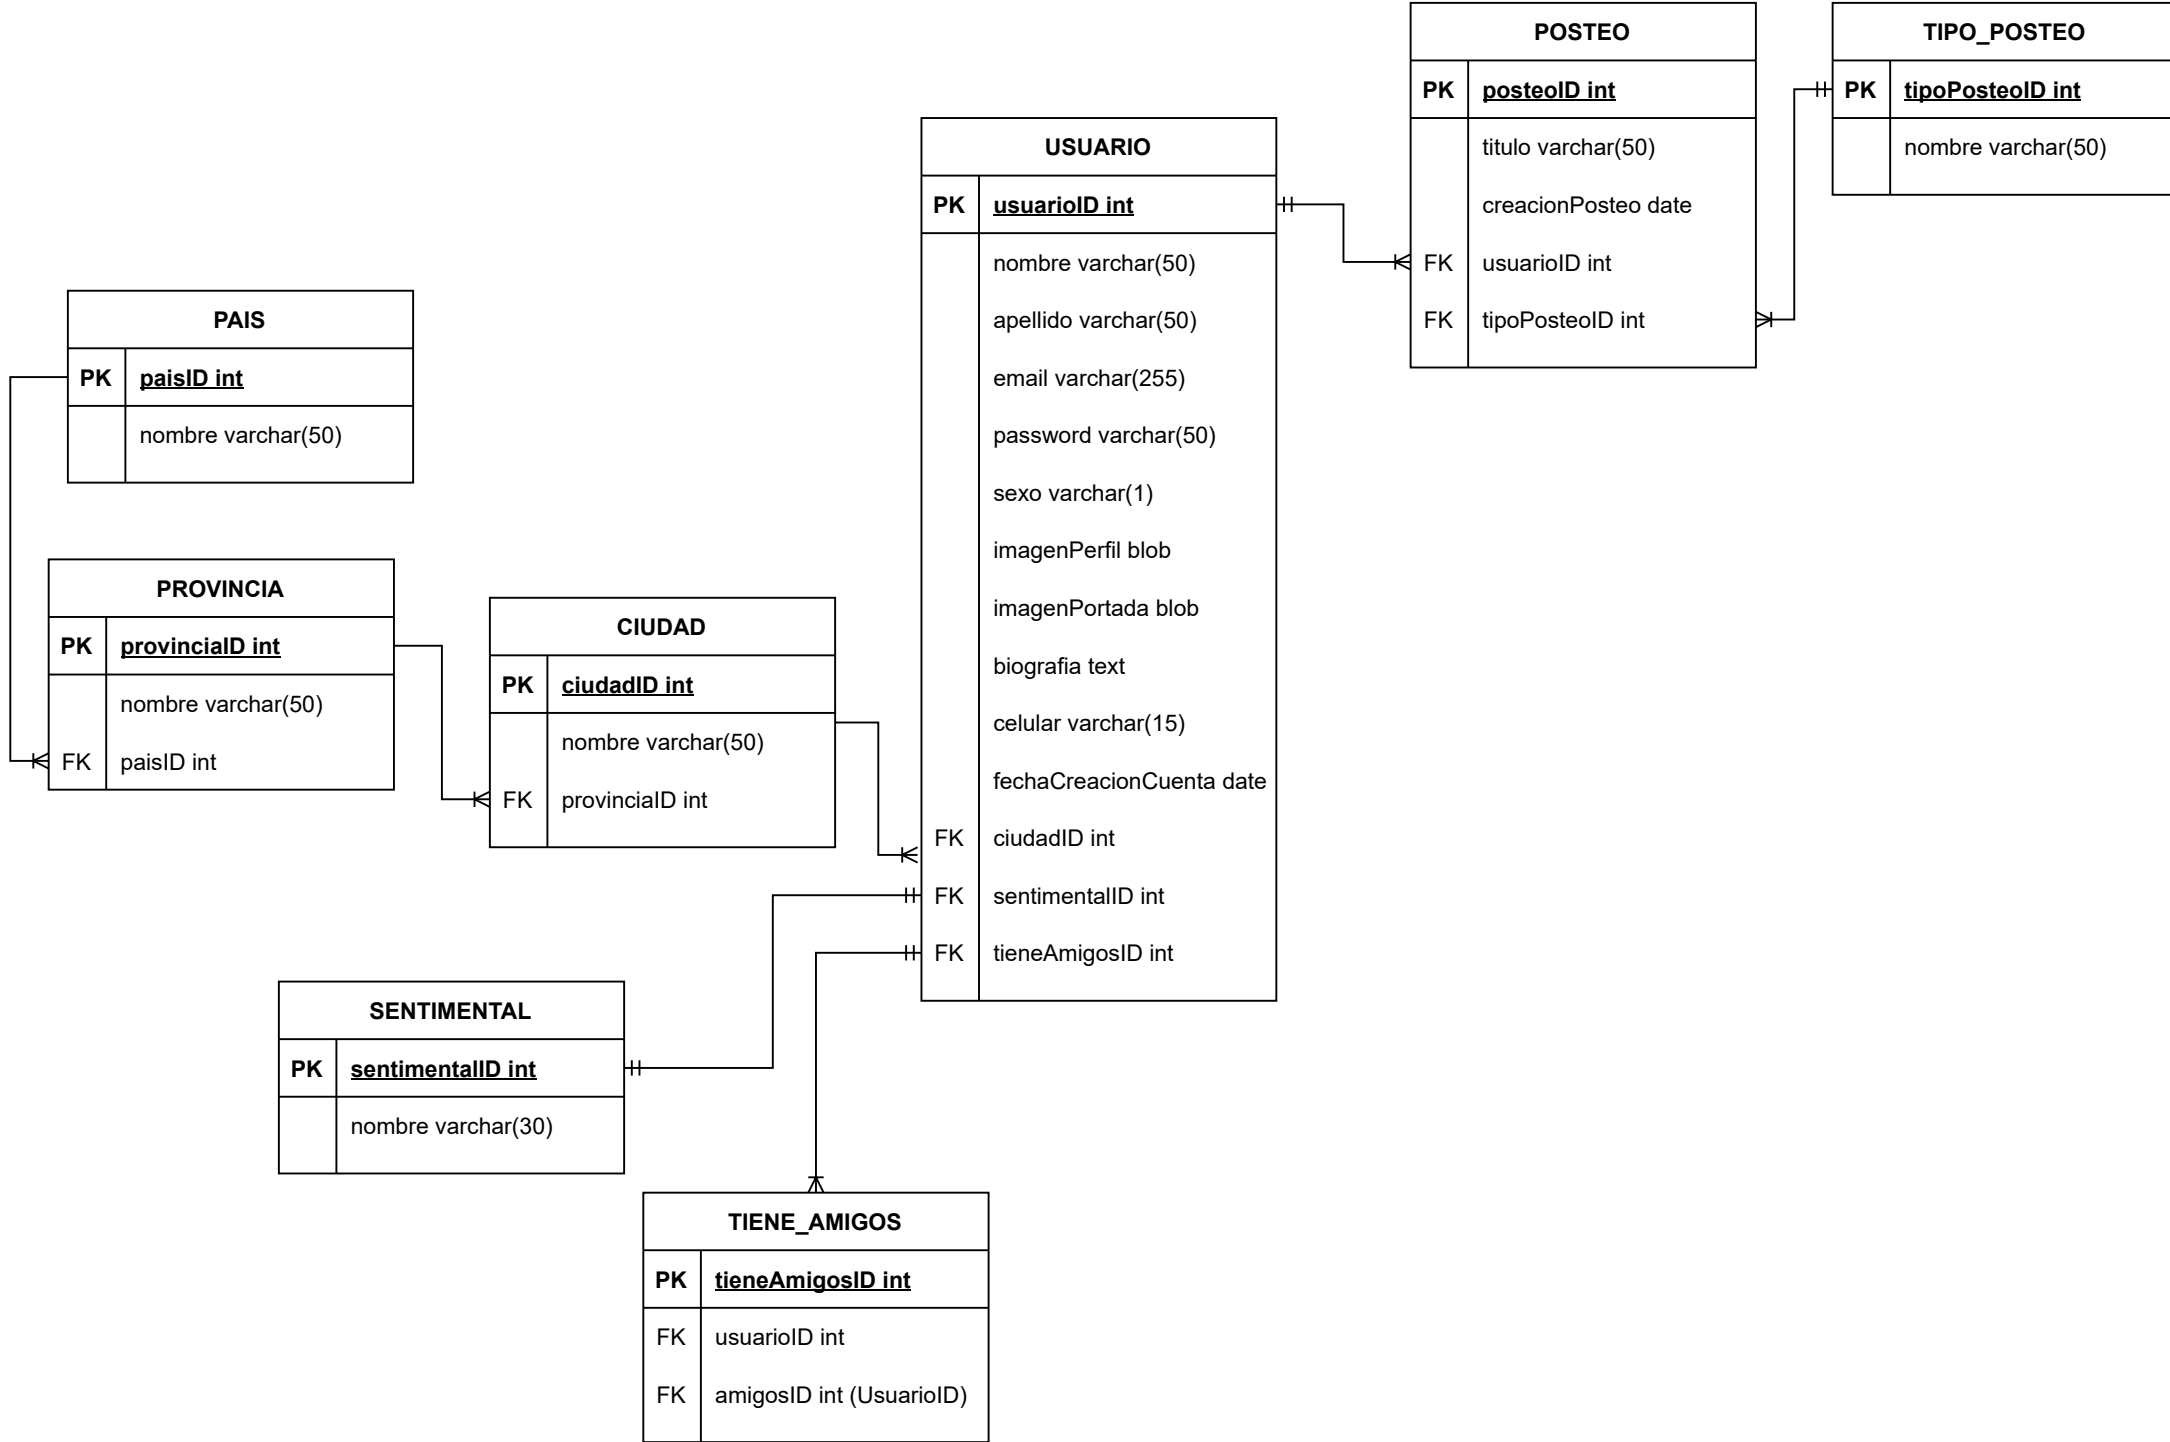 POSTEO
PK posteoID int
titulo varchar(50)
creacionPosteo date
FK usuarioID int
FK tipoPosteoID int
TIPO_POSTEO
PK tipoPosteoID int
nombre varchar(50)
USUARIO
PK usuarioID int
nombre varchar(50)
apellido varchar(50)
email varchar(255)
password varchar(50)
sexo varchar(1)
imagenPerfil blob
imagenPortada blob
biografia text
celular varchar(15)
fechaCreacionCuenta date
FK ciudadID int
FK sentimentalID int
FK tieneAmigosID int
PAIS
PK paisID int
nombre varchar(50)
PROVINCIA
PK provinciaID int
nombre varchar(50)
FK paisID int
CIUDAD
PK ciudadID int
nombre varchar(50)
FK provinciaID int
SENTIMENTAL
PK sentimentalID int
nombre varchar(30)
TIENE_AMIGOS
PK tieneAmigosID int
FK usuarioID int
FK amigosID int (UsuarioID)